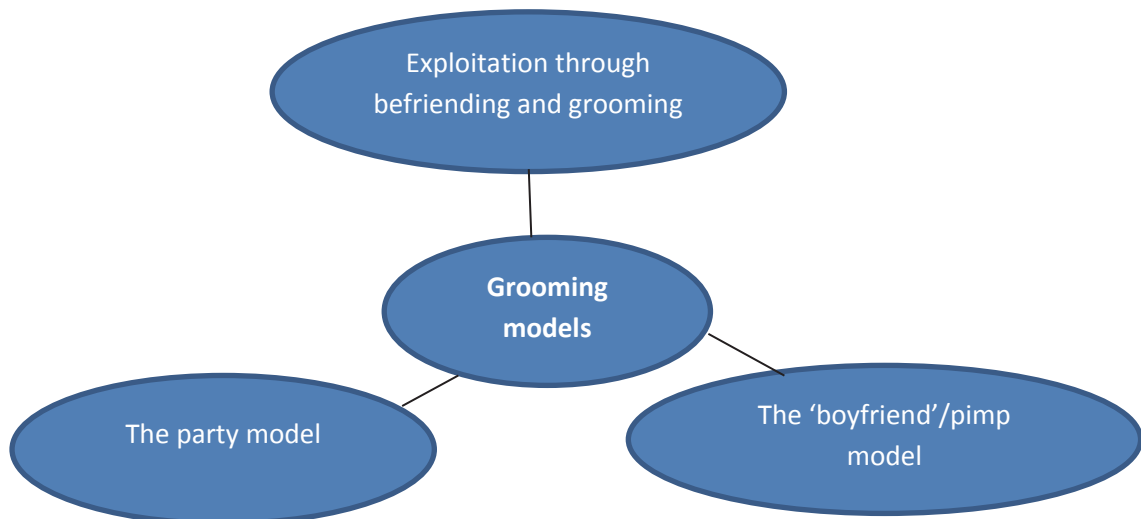 Exploitation through
befriending and grooming
Grooming
models
The party model
The ‘boyfriend’/pimp
model